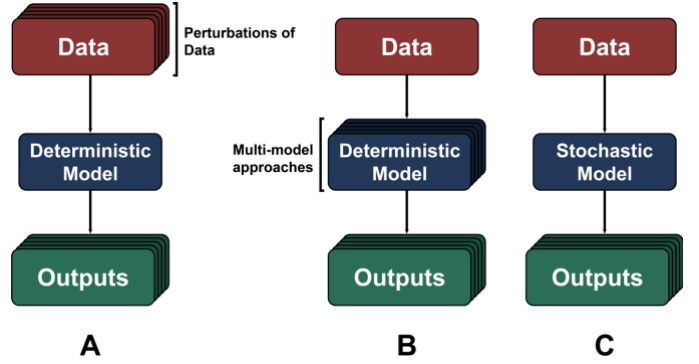 Data
Perturbations of
Data
Deterministic
Model
Outputs
A
Data
Multi-model
approaches
Deterministic
Model
Outputs
B
Data
Stochastic
Model
Outputs
C